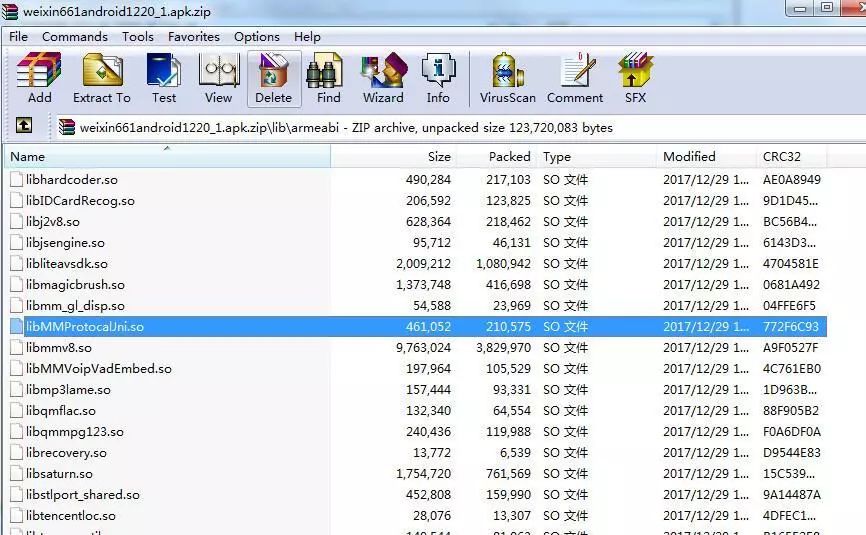 weixin661android1220_1.apk.zip
File Commands Tools Favorites Options Help
Add Extract To Test View Delete Find Wizard Info VirusScan Comment SFX
weixin661android1220_1.apk.zip\lib\armeabi - ZIP archive, unpacked size 123,720,083 bytes
Name Size Packed Type Modified CRC32
libhardcoder.so 490,284 217,103 SO 文件 2017/12/29 1... AE0A8949
libIDCardRecog.so 206,592 123,825 SO 文件 2017/12/29 1... 9D1D45...
libj2v8.so 628,364 218,462 SO 文件 2017/12/29 1... BC56B4...
libjsengine.so 95,712 46,131 SO 文件 2017/12/29 1... 6143D3...
libliteavsdk.so 2,009,212 1,080,942 SO 文件 2017/12/29 1... 4704581E
libmagicbrush.so 1,373,748 416,698 SO 文件 2017/12/29 1... 0681A492
libmm_gl_disp.so 54,588 23,969 SO 文件 2017/12/29 1... 04FFE6F5
libMMProtocalJni.so 461,052 210,575 SO 文件 2017/12/29 1... 772F6C93
libmmv8.so 9,763,024 3,829,970 SO 文件 2017/12/29 1... A9F0527F
libMMVoipVadEmbed.so 197,964 105,529 SO 文件 2017/12/29 1... 4C761EB0
libmp3lame.so 157,444 93,331 SO 文件 2017/12/29 1... 1D963B...
libqmflac.so 132,340 64,554 SO 文件 2017/12/29 1... 88F905B2
libqmmpg123.so 240,436 119,988 SO 文件 2017/12/29 1... F0A6DF0A
librecovery.so 13,772 6,539 SO 文件 2017/12/29 1... D9544E83
libsaturn.so 1,754,720 761,569 SO 文件 2017/12/29 1... 15C539...
libstlport_shared.so 452,808 159,990 SO 文件 2017/12/29 1... 9A14487A
libtencentloc.so 28,076 13,307 SO 文件 2017/12/29 1... 4DFEC1...